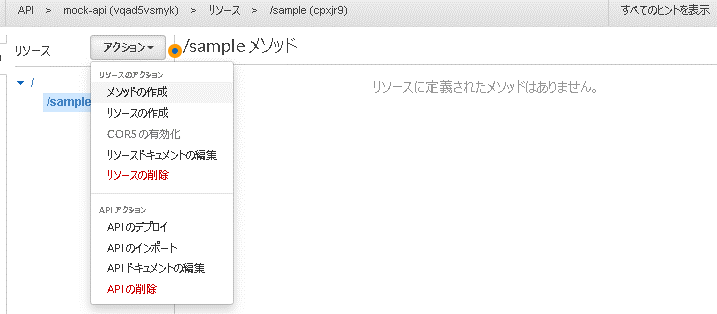 API > mock-api (vqad5vsmyk) > リソース > /sample (cpxjr9) すべてのヒントを表示
リソース アクション /sample メソッド
/
/sample
リソースに定義されたメソッドはありません。
リソースのアクション
メソッドの作成
リソースの作成
CORS の有効化
リソースドキュメントの編集
リソースの削除
API アクション
API のデプロイ
API のインポート
API ドキュメントの編集
API の削除